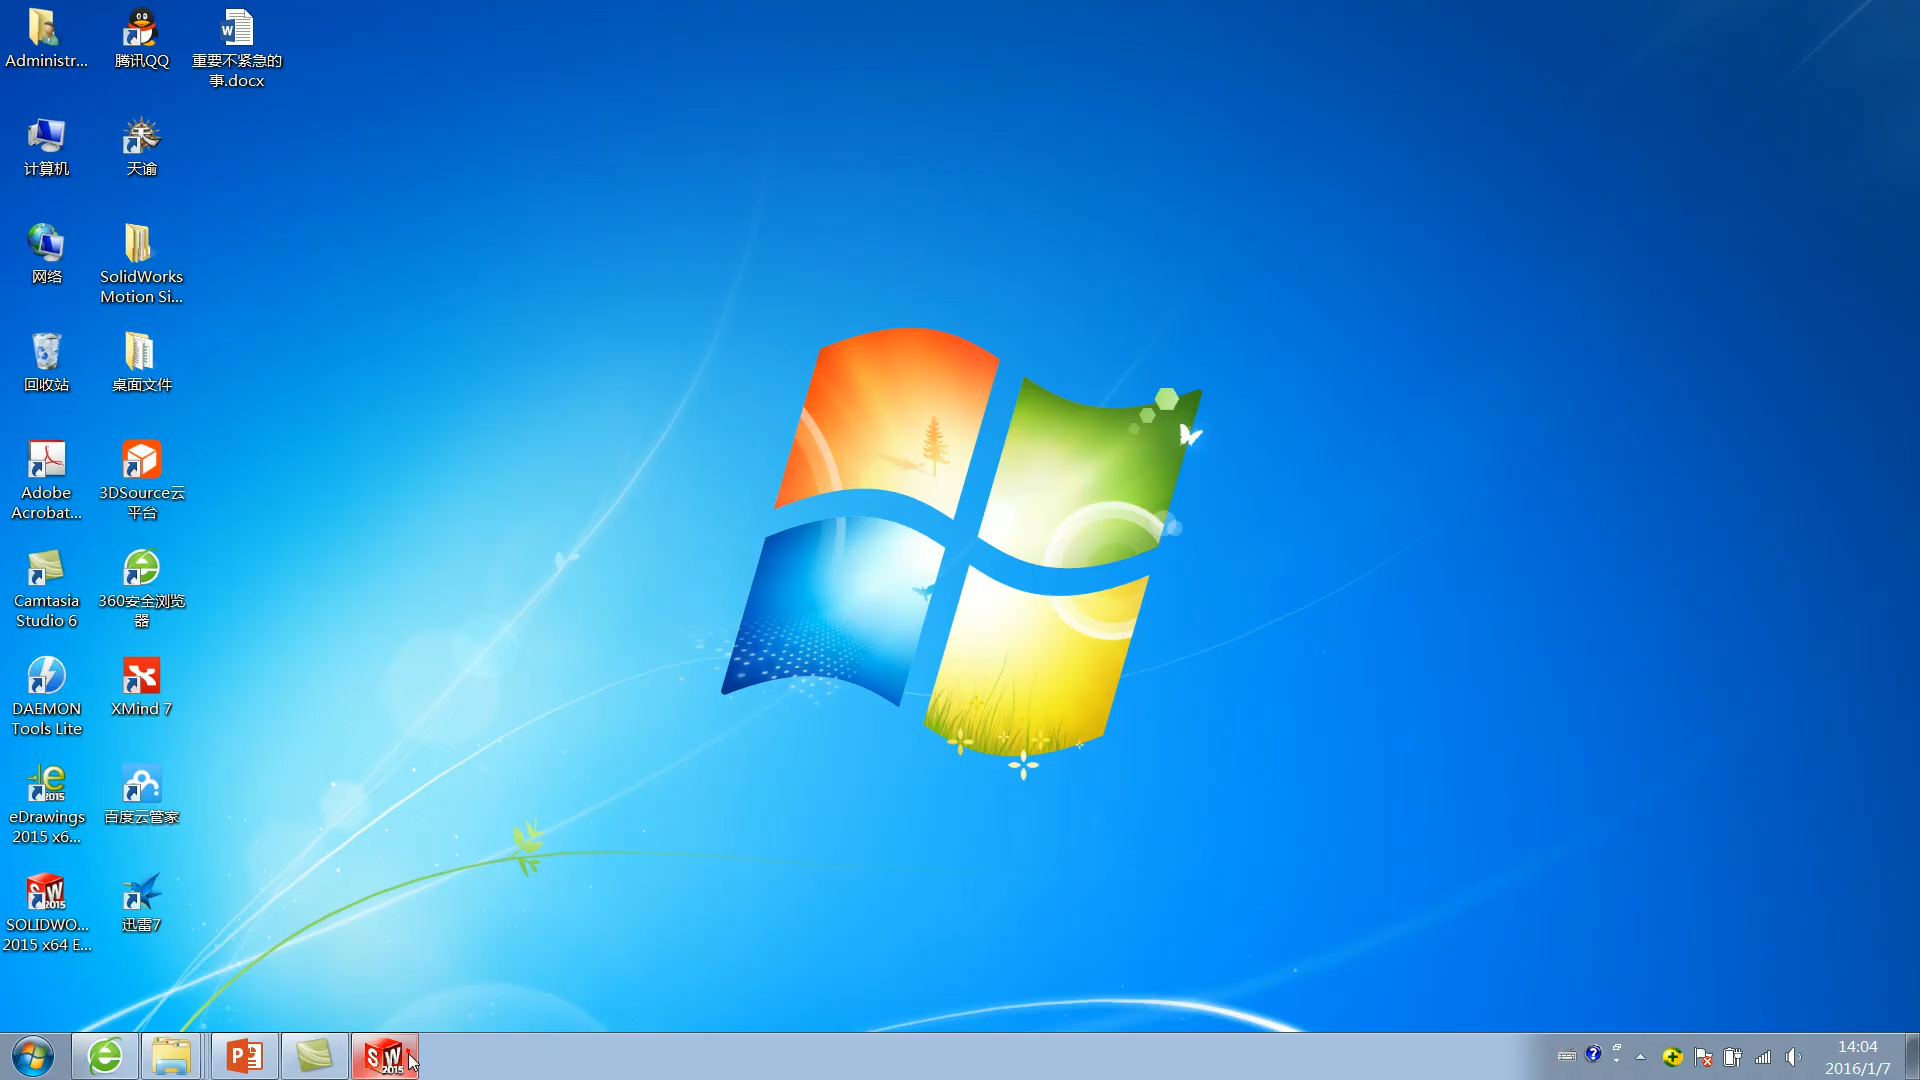 Administr...
腾讯QQ
重要不紧急的
事.docx
计算机
天谕
网络
SolidWorks
Motion Si...
回收站
桌面文件
Adobe
Acrobat...
3DSource云
平台
Camtasia
Studio 6
360安全浏览
器
DAEMON
Tools Lite
XMind 7
eDrawings
2015 x6...
百度云管家
SOLIDWO...
2015 x64 E...
迅雷7
14:04
2016/1/7